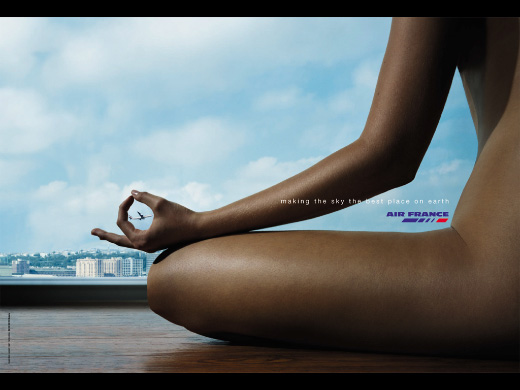 making the sky the best place on earth
AIR FRANCE